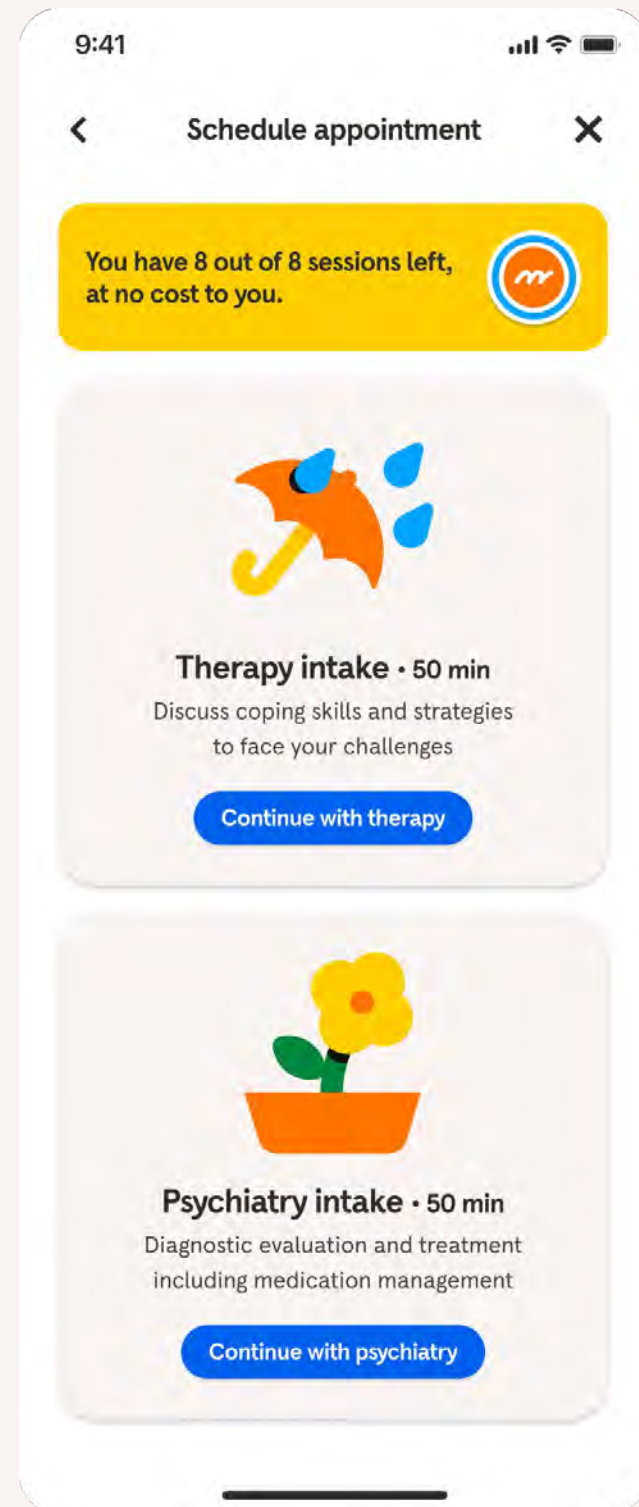 9:41
Schedule appointment
You have 8 out of 8 sessions left,
at no cost to you.
Therapy intake • 50 min
Discuss coping skills and strategies
to face your challenges
Continue with therapy
Psychiatry intake • 50 min
Diagnostic evaluation and treatment
including medication management
Continue with psychiatry